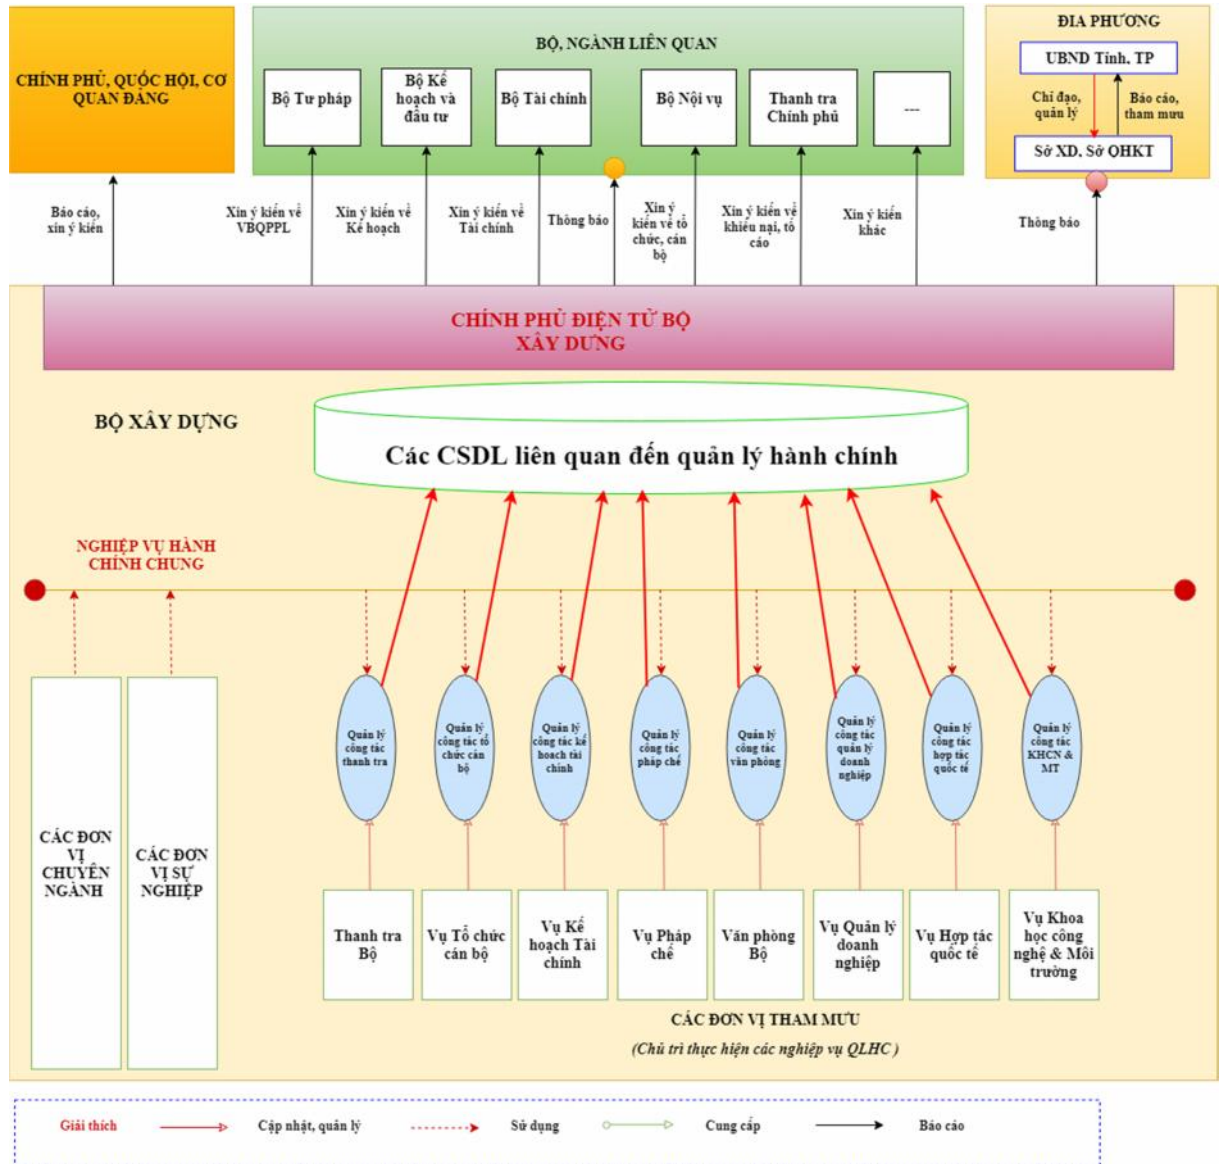 CHÍNH PHỦ, QUỐC HỘI, CƠ
QUAN ĐẢNG
BỘ, NGÀNH LIÊN QUAN
Bộ Tư pháp
Bộ Kế
hoạch và
đầu tư
Bộ Tài chính
Bộ Nội vụ
Thanh tra
Chính phủ
---
ĐIA PHƯƠNG
UBND Tỉnh, TP
Chỉ đạo,
quản lý
Báo cáo,
tham mưu
Sở XD, Sở QHKT
Báo cáo,
xin ý kiến
Xin ý kiến về
VBQPPL
Xin ý kiến về
Kế hoạch
Xin ý kiến về
Tài chính
Thông báo
Xin ý
kiến về tổ
chức, cán
bộ
Xin ý kiến về
khiếu nại, tố
cáo
Xin ý kiến
khác
Thông báo
CHÍNH PHỦ ĐIỆN TỬ BỘ
XÂY DƯNG
BỘ XÂY DỰNG
Các CSDL liên quan đến quản lý hành chính
NGHIỆP VỤ HÀNH
CHÍNH CHUNG
Quản lý
công tác
thanh tra
Quản lý
công tác tổ
chức cán
bộ
Quản lý
công tác kế
hoạch tài
chính
Quản lý
công tác
pháp chế
Quản lý
công tác
văn phòng
Quản lý
công tác
quản lý
doanh
nghiệp
Quản lý
công tác
hợp tác
quốc tế
Quản lý
công tác
KHCN &
MT
CÁC ĐƠN
VỊ
CHUYÊN
NGÀNH
CÁC ĐƠN
VỊ SỰ
NGHIỆP
Thanh tra
Bộ
Vụ Tổ chức
cán bộ
Vụ Kế
hoạch Tài
chính
Vụ Pháp
chế
Văn phòng
Bộ
Vụ Quản lý
doanh
nghiệp
Vụ Hợp tác
quốc tế
Vụ Khoa
học công
nghệ & Môi
trường
CÁC ĐƠN VỊ THAM MƯU
(Chủ trì thực hiện các nghiệp vụ QLHC )
Giải thích
Cập nhật, quản lý
Sử dụng
Cung cấp
Báo cáo